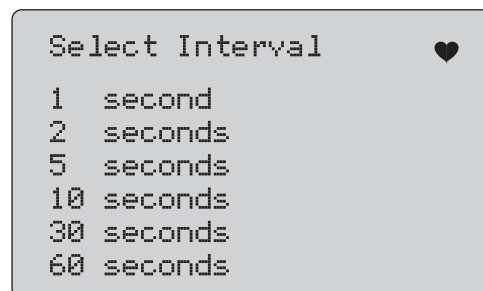 Select Interval
1 second
2 seconds
5 seconds
10 seconds
30 seconds
60 seconds